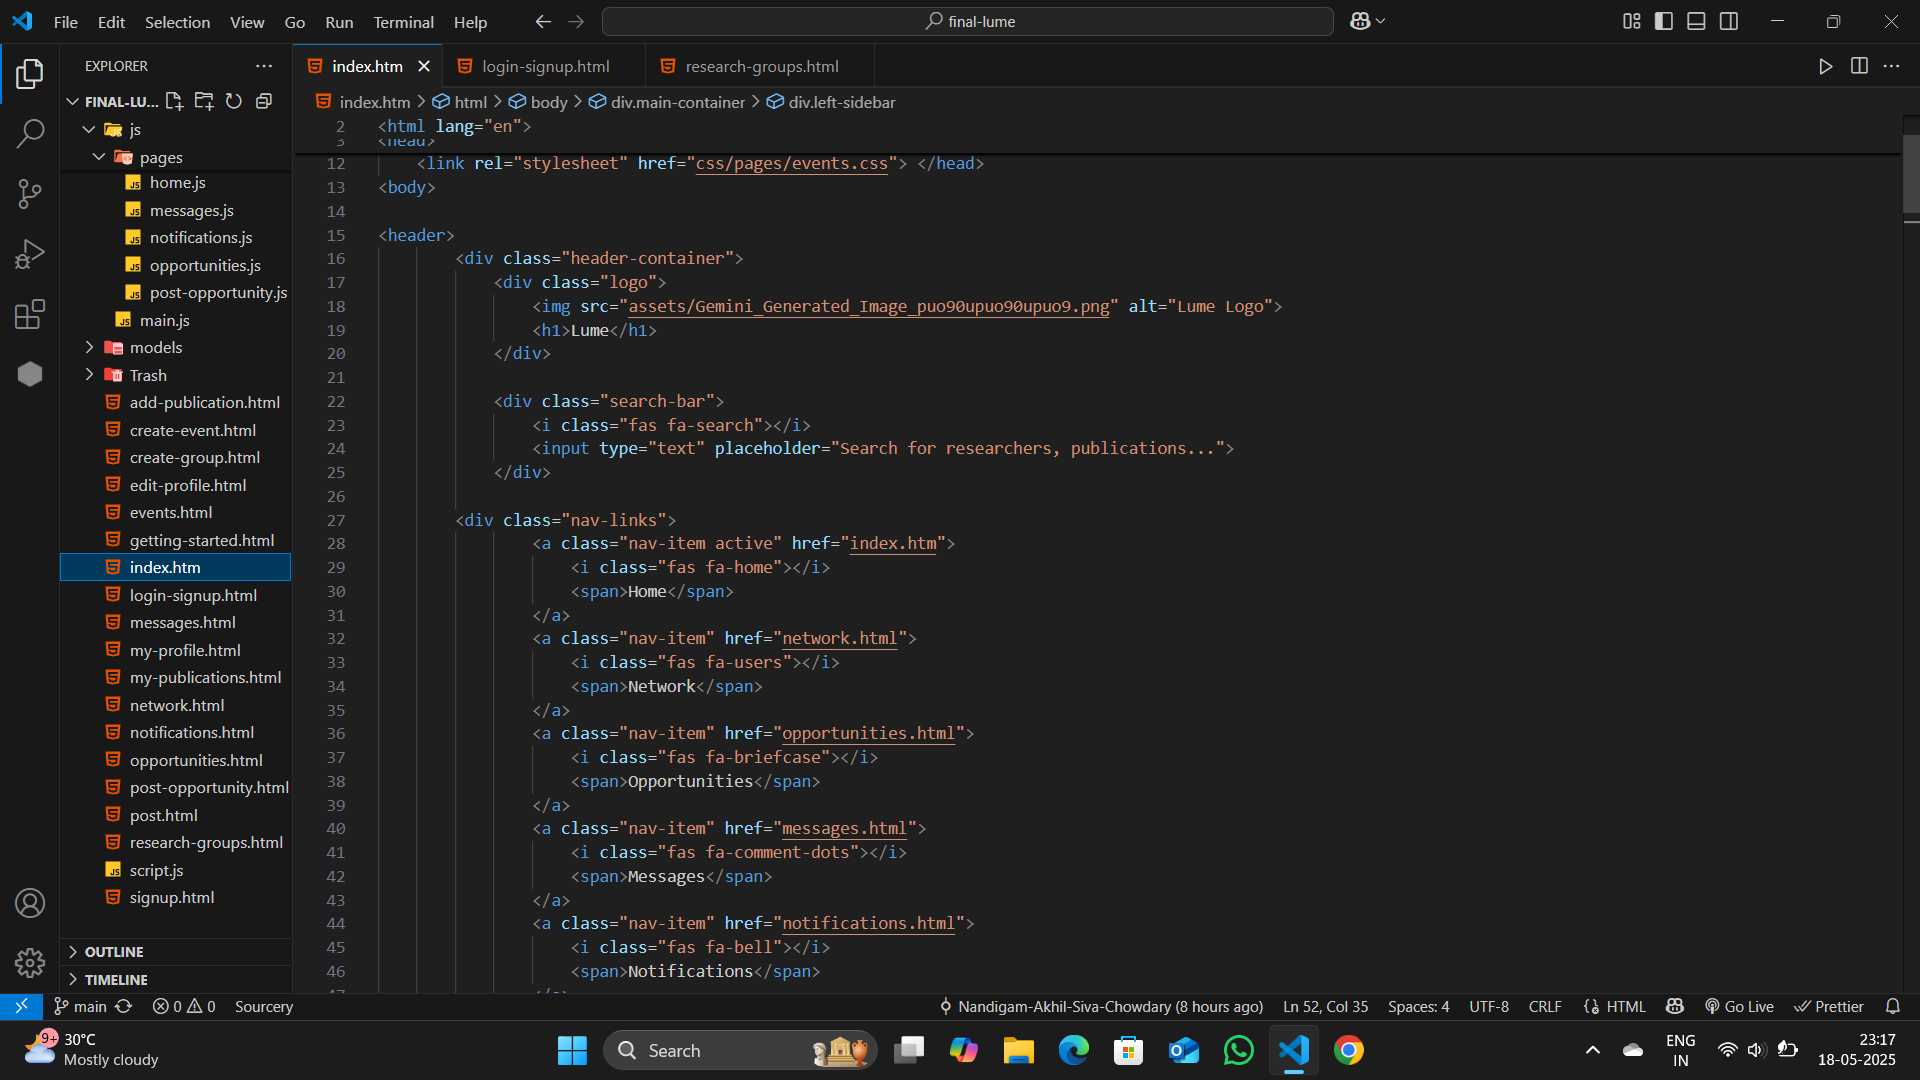 File Edit Selection View Go Run Terminal Help
final-lume
EXPLORER
FINAL-LU...
js
pages
home.js
messages.js
notifications.js
opportunities.js
post-opportunity.js
main.js
models
Trash
add-publication.html
create-event.html
create-group.html
edit-profile.html
events.html
getting-started.html
index.htm
login-signup.html
messages.html
my-profile.html
my-publications.html
network.html
notifications.html
opportunities.html
post-opportunity.html
post.html
research-groups.html
script.js
signup.html
OUTLINE
TIMELINE
index.htm login-signup.html research-groups.html
index.htm > html > body > div.main-container > div.left-sidebar
2 <html lang="en">
3 <head>
12 <link rel="stylesheet" href="css/pages/events.css"> </head>
13 <body>
14
15 <header>
16 <div class="header-container">
17 <div class="logo">
18 <img src="assets/Gemini_Generated_Image_puo90upuo90upuo9.png" alt="Lume Logo">
19 <h1>Lume</h1>
20 </div>
21
22 <div class="search-bar">
23 <i class="fas fa-search"></i>
24 <input type="text" placeholder="Search for researchers, publications...">
25 </div>
26
27 <div class="nav-links">
28 <a class="nav-item active" href="index.htm">
29 <i class="fas fa-home"></i>
30 <span>Home</span>
31 </a>
32 <a class="nav-item" href="network.html">
33 <i class="fas fa-users"></i>
34 <span>Network</span>
35 </a>
36 <a class="nav-item" href="opportunities.html">
37 <i class="fas fa-briefcase"></i>
38 <span>Opportunities</span>
39 </a>
40 <a class="nav-item" href="messages.html">
41 <i class="fas fa-comment-dots"></i>
42 <span>Messages</span>
43 </a>
44 <a class="nav-item" href="notifications.html">
45 <i class="fas fa-bell"></i>
46 <span>Notifications</span>
main 0 0 Sourcery
Nandigam-Akhil-Siva-Chowdary (8 hours ago) Ln 52, Col 35 Spaces: 4 UTF-8 CRLF HTML Go Live Prettier
9+ 30°C
Mostly cloudy
Search
ENG
IN
23:17
18-05-2025